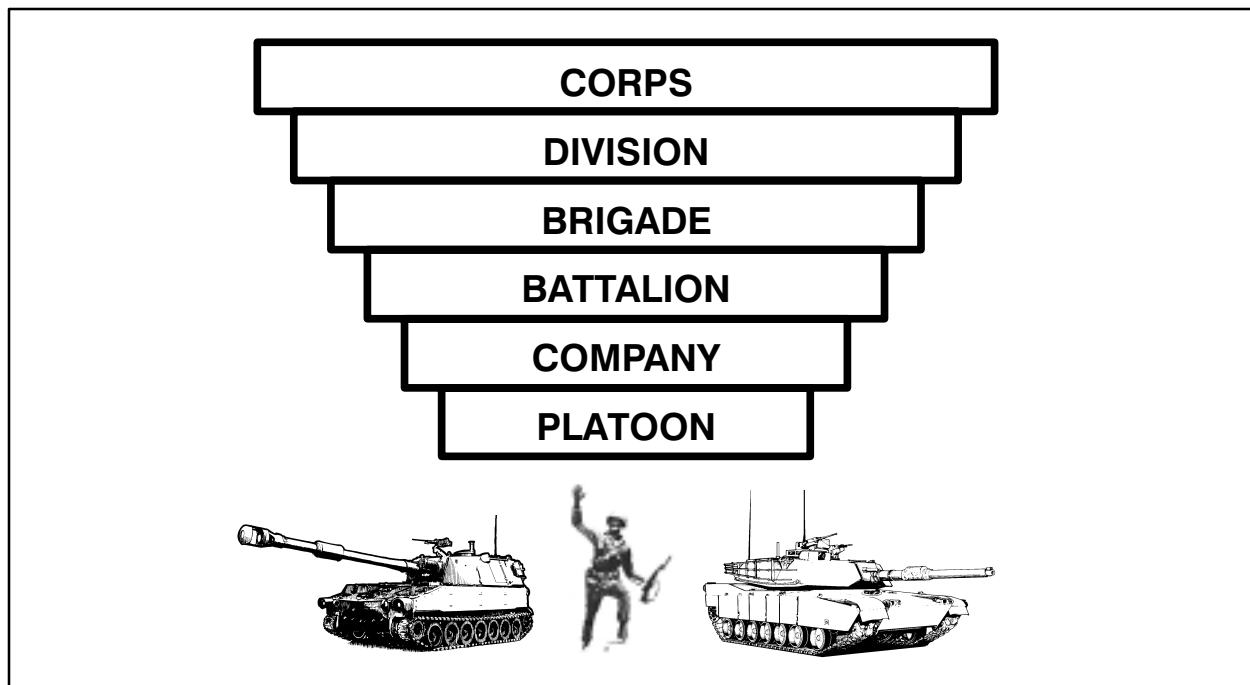 CORPS
DIVISION
BRIGADE
BATTALION
COMPANY
PLATOON